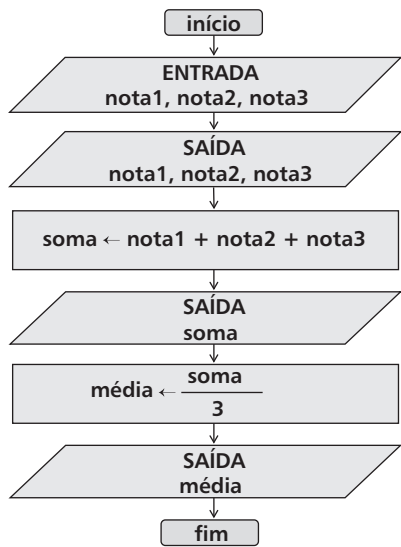 início
ENTRADA
nota1, nota2, nota3
SAÍDA
nota1, nota2, nota3
soma ← nota1 + nota2 + nota3
SAÍDA
soma
média ← soma
3
SAÍDA
média
fim